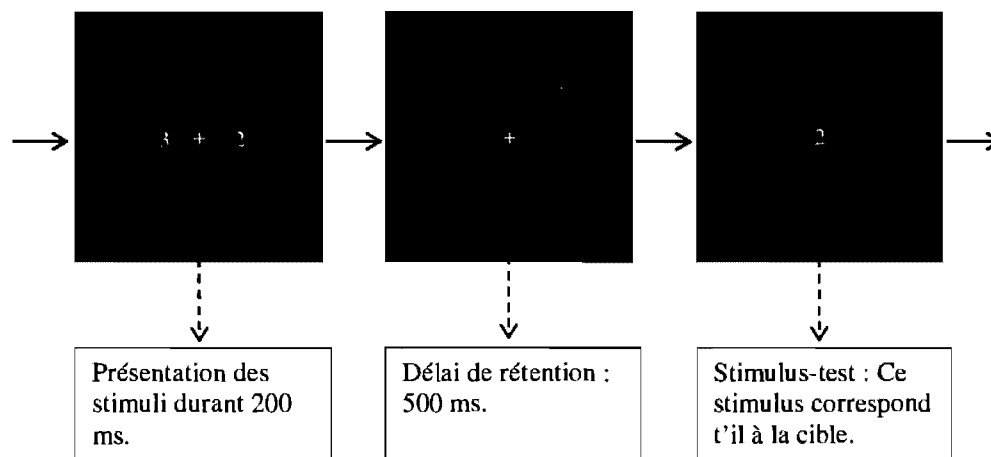 3 + 2
+
2
Présentation des
stimuli durant 200
ms.
Délai de rétention :
500 ms.
Stimulus-test : Ce
stimulus correspond
t'il à la cible.